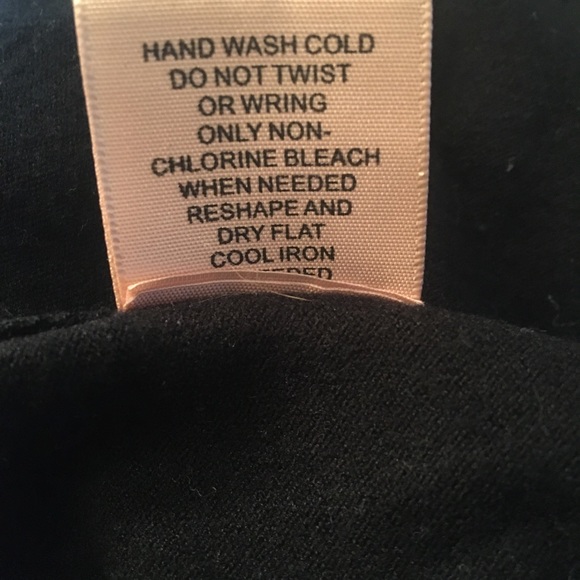 HAND WASH COLD
DO NOT TWIST
OR WRING
ONLY NON-
CHLORINE BLEACH
WHEN NEEDED
RESHAPE AND
DRY FLAT
COOL IRON